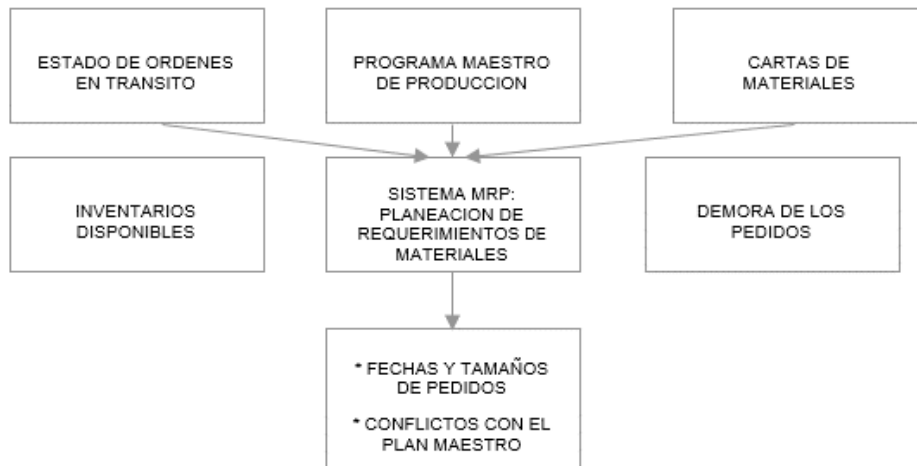 ESTADO DE ORDENES
EN TRANSITO
PROGRAMA MAESTRO
DE PRODUCCION
CARTAS DE
MATERIALES
INVENTARIOS
DISPONIBLES
SISTEMA MRP:
PLANEACION DE
REQUERIMIENTOS DE
MATERIALES
DEMORA DE LOS
PEDIDOS
* FECHAS Y TAMAÑOS
DE PEDIDOS
* CONFLICTOS CON EL
PLAN MAESTRO